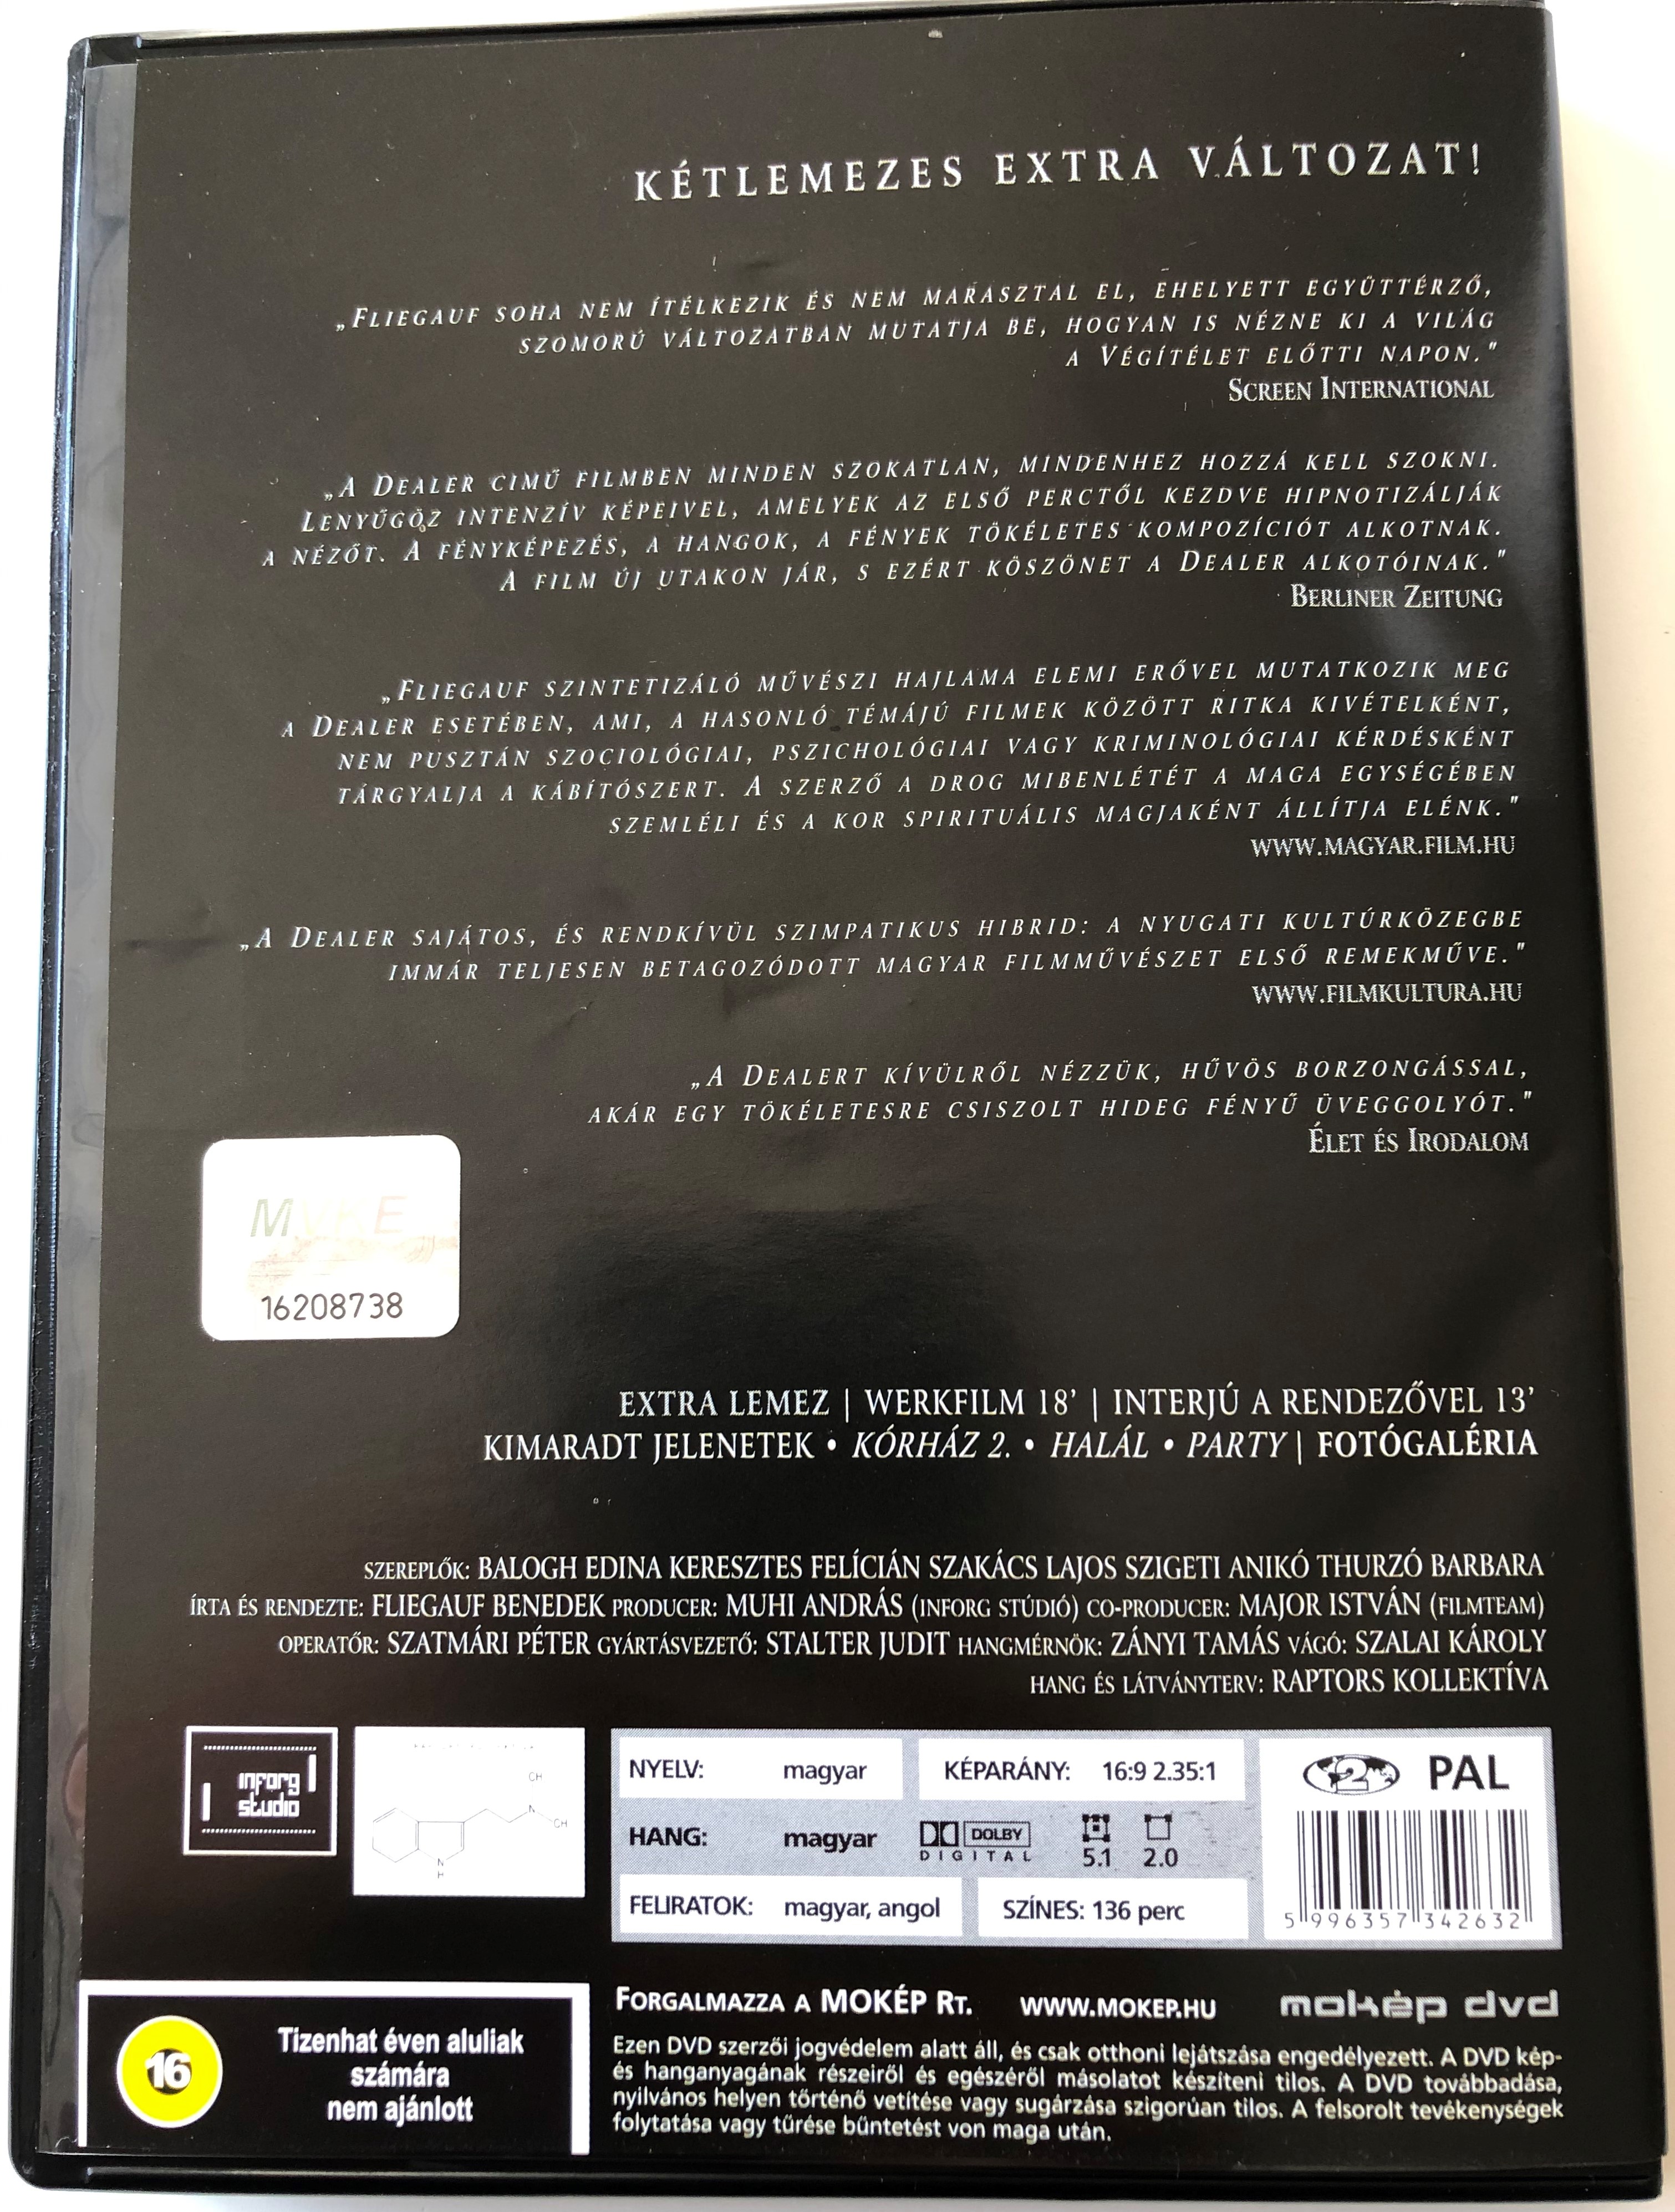 KÉTLEMEZES EXTRA VÁLTOZAT!
„FLIEGAUF SOHA NEM ÍTÉLKEZIK ÉS NEM MARASZTAL EL, EHELYETT EGYÜTTÉRZŐ,
SZOMORÚ VÁLTOZATBAN MUTATJA BE, HOGYAN IS NÉZNE KI A VILÁG
A VÉGÍTÉLET ELŐTTI NAPON."
SCREEN INTERNATIONAL
„A DEALER CIMŰ FILMBEN MINDEN SZOKATLAN, MINDENHEZ HOZZÁ KELL SZOKNI.
LENYŰGÖZ INTENZÍV KÉPEIVEL, AMELYEK AZ ELSŐ PERCTŐL KEZDVE HIPNOTIZÁLJÁK
A NÉZŐT. A FÉNYKÉPEZÉS, A HANGOK, A FÉNYEK TÖKÉLETES KOMPOZÍCIÓT ALKOTNAK.
A FILM ÚJ UTAKON JÁR, S EZÉRT KÖSZÖNET A DEALER ALKOTÓINAK."
BERLINER ZEITUNG
„FLIEGAUF SZINTETIZÁLÓ MŰVÉSZI HAJLAMA ELEMI ERŐVEL MUTATKOZIK MEG
A DEALER ESETÉBEN, AMI, A HASONLÓ TÉMÁJÚ FILMEK KÖZÖTT RITKA KIVÉTELKÉNT,
NEM PUSZTÁN SZOCIOLÓGIAI, PSZICHOLÓGIAI VAGY KRIMINOLÓGIAI KÉRDÉSKÉNT
TÁRGYALJA A KÁBÍTÓSZERT. A SZERZŐ A DROG MIBENLÉTÉT A MAGA EGYSÉGÉBEN
SZEMLÉLI ÉS A KOR SPIRITUÁLIS MAGJAKÉNT ÁLLÍTJA ELÉNK."
WWW.MAGYAR.FILM.HU
„A DEALER SAJÁTOS, ÉS RENDKÍVÜL SZIMPATIKUS HIBRID: A NYUGATI KULTÚRKÖZEGBE
IMMÁR TELJESEN BETAGOZÓDOTT MAGYAR FILMMŰVÉSZET ELSŐ REMEKMŰVE."
WWW.FILMKULTURA.HU
„A DEALERT KÍVÜLRŐL NÉZZÜK, HŰVÖS BORZONGÁSSAL,
AKÁR EGY TÖKÉLETESRE CSISZOLT HIDEG FÉNYŰ ÜVEGGOLYÓT."
ÉLET ÉS IRODALOM
MVKE
16208738
EXTRA LEMEZ | WERKFILM 18' | INTERJÚ A RENDEZŐVEL 13'
KIMARADT JELENETEK • KÓRHÁZ 2. • HALÁL • PARTY | FOTÓGALÉRIA
SZEREPLŐK: BALOGH EDINA KERESZTES FELÍCIÁN SZAKÁCS LAJOS SZIGETI ANIKÓ THURZÓ BARBARA
ÍRTA ÉS RENDEZTE: FLIEGAUF BENEDEK PRODUCER: MUHI ANDRÁS (INFORG STÚDIÓ) CO-PRODUCER: MAJOR ISTVÁN (FILMTEAM)
OPERATŐR: SZATMÁRI PÉTER GYÁRTÁSVEZETŐ: STALTER JUDIT HANGMÉRNÖK: ZÁNYI TAMÁS VÁGÓ: SZALAI KÁROLY
HANG ÉS LÁTVÁNYTERV: RAPTORS KOLLEKTÍVA
inforg
studio
CH
N
CH
N
H
NYELV: magyar
KÉPARÁNY: 16:9 2.35:1
HANG: magyar
DOLBY
DIGITAL
5.1 2.0
FELIRATOK: magyar, angol
SZÍNES: 136 perc
2 PAL
5 996357 342632
16
Tizenhat éven aluliak
számára
nem ajánlott
FORGALMAZZA A MOKÉP RT. WWW.MOKEP.HU mokép dvd
Ezen DVD szerzői jogvédelem alatt áll, és csak otthoni lejátszása engedélyezett. A DVD kép-
és hanganyagának részeiről és egészéről másolatot készíteni tilos. A DVD továbbadása,
nyilvános helyen történő vetítése vagy sugárzása szigorúan tilos. A felsorolt tevékenységek
folytatása vagy tűrése büntetést von maga után.